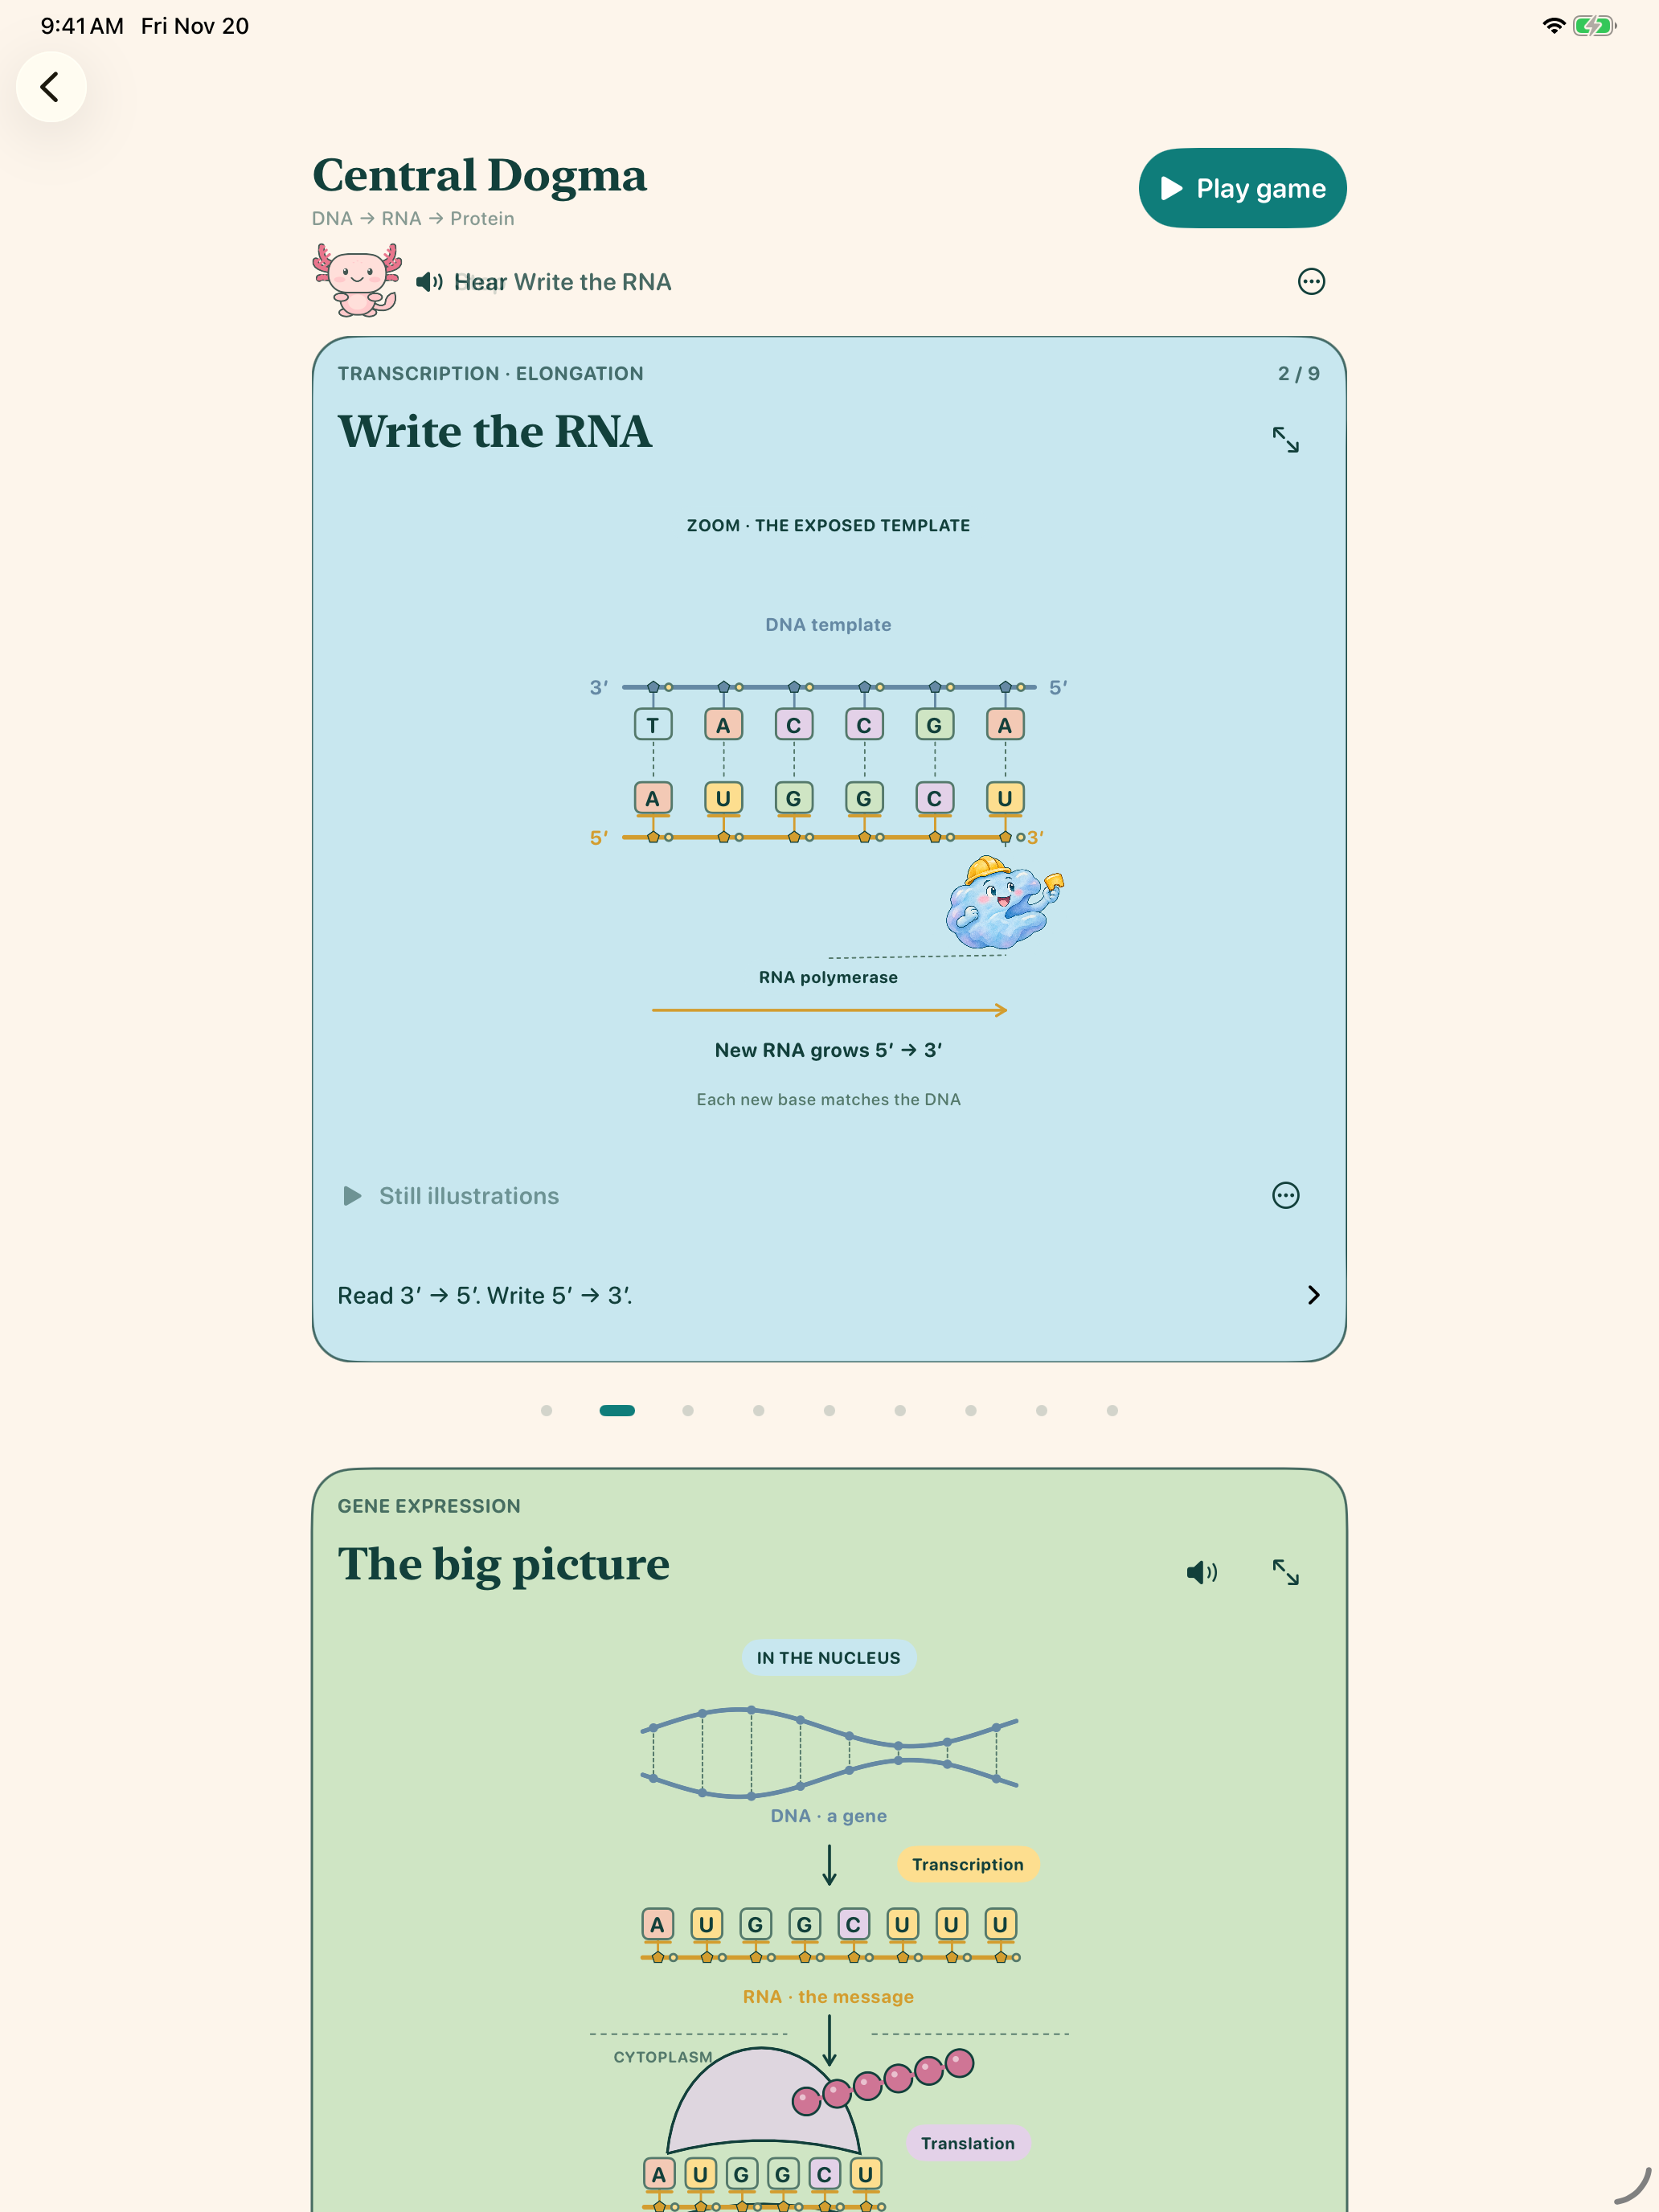 9:41 AM Fri Nov 20
Central Dogma
DNA → RNA → Protein
Play game
Hear Write the RNA
TRANSCRIPTION · ELONGATION
2 / 9
Write the RNA
ZOOM · THE EXPOSED TEMPLATE
DNA template
3′ 5′
T A C C G A
A U G G C U
5′ 3′
RNA polymerase
New RNA grows 5′ → 3′
Each new base matches the DNA
Still illustrations
Read 3′ → 5′. Write 5′ → 3′.
GENE EXPRESSION
The big picture
IN THE NUCLEUS
DNA · a gene
Transcription
A U G G C U U U
RNA · the message
CYTOPLASM
Translation
A U G G C U